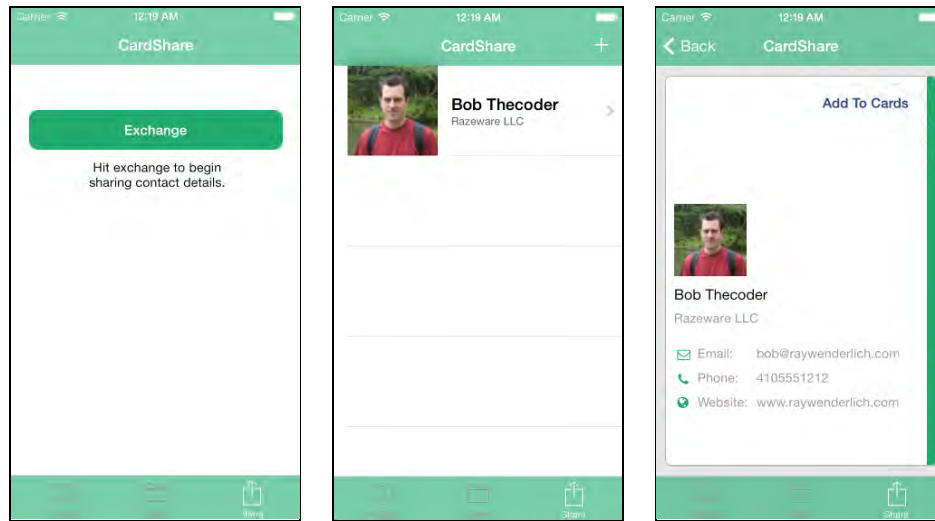 Carrier 12:19 AM
CardShare
Exchange
Hit exchange to begin
sharing contact details.
Share
Carrier 12:19 AM
CardShare +
Bob Thecoder
Razeware LLC
Share
Carrier 12:19 AM
Back CardShare
Add To Cards
Bob Thecoder
Razeware LLC
Email: bob@raywenderlich.com
Phone: 4105551212
Website: www.raywenderlich.com
Share